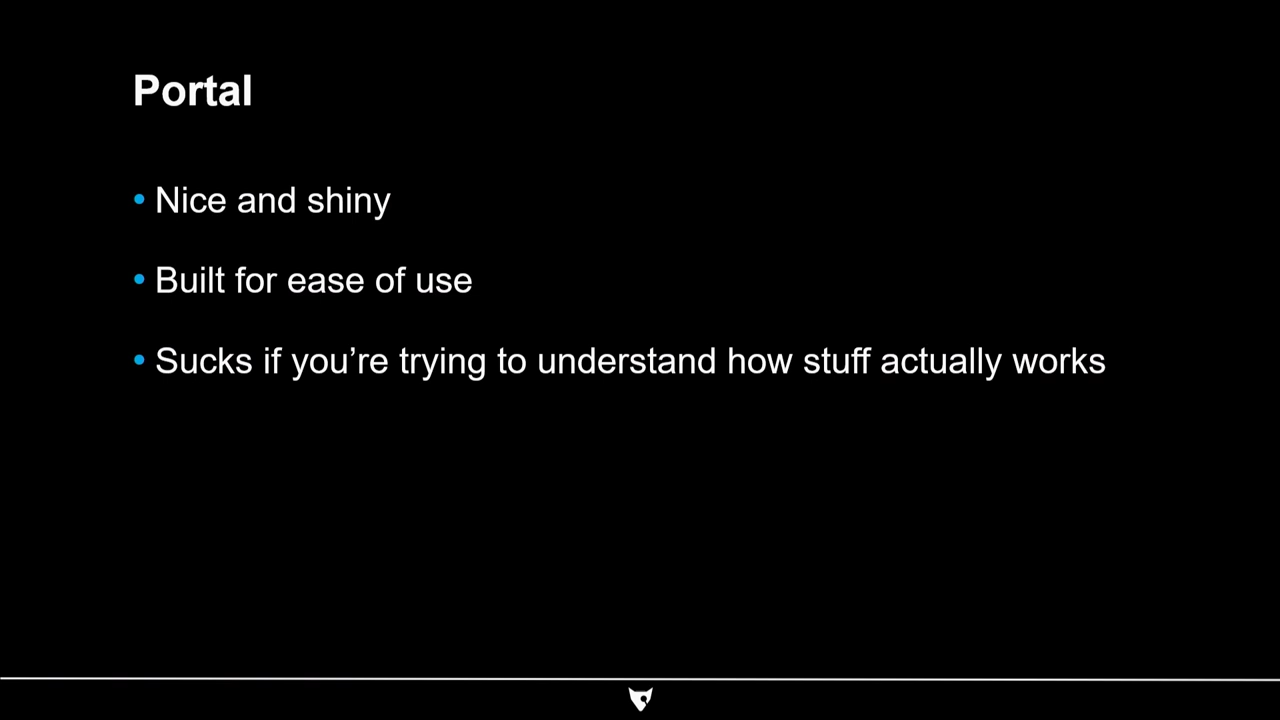 Portal
• Nice and shiny
• Built for ease of use
• Sucks if you’re trying to understand how stuff actually works